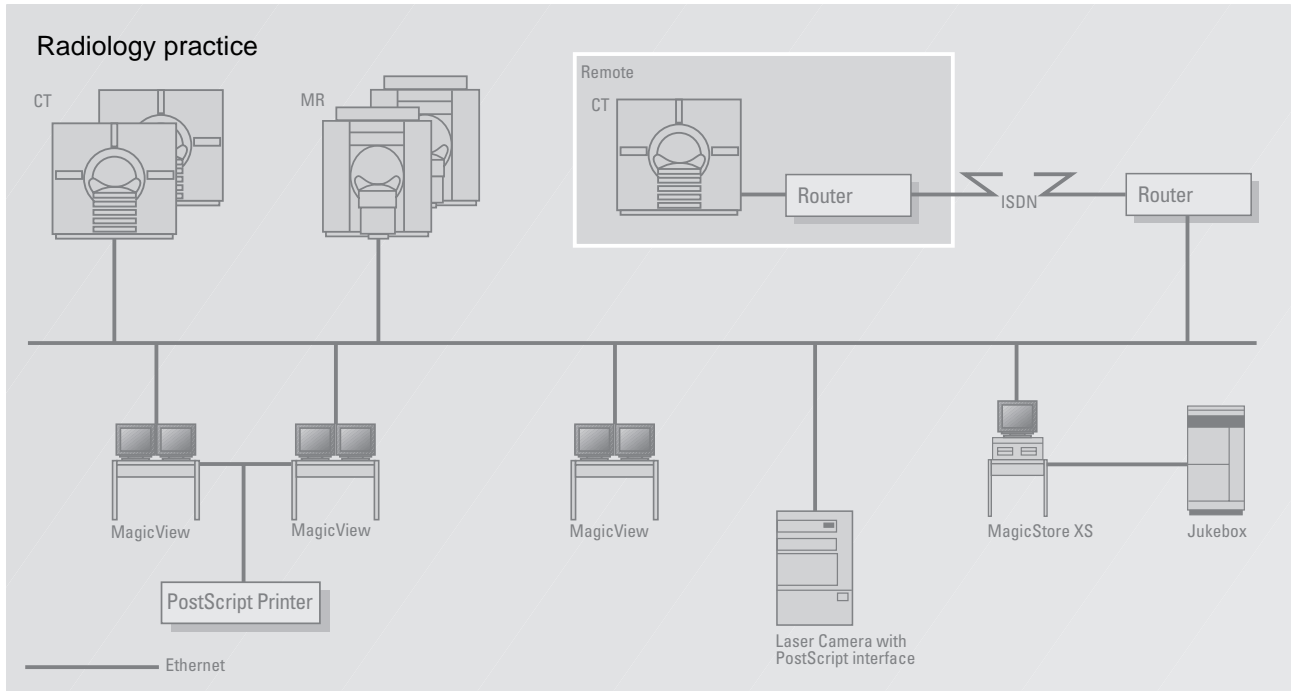 Radiology practice
CT
MR
Remote
CT
Router
ISDN
Router
MagicView
MagicView
MagicView
MagicStore XS
Jukebox
PostScript Printer
Laser Camera with
PostScript interface
Ethernet